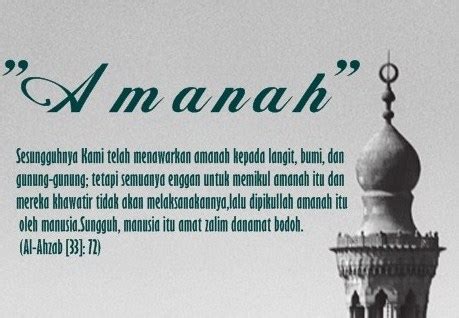 "Amanah"
Sesungguhnya Kami telah menawarkan amanah kepada langit, bumi, dan
gunung-gunung; tetapi semuanya enggan untuk memikul amanah itu dan
mereka khawatir tidak akan melaksanakannya,lalu dipikullah amanah itu
oleh manusia.Sungguh, manusia itu amat zalim danamat bodoh.
(Al-Ahzab [33]: 72)